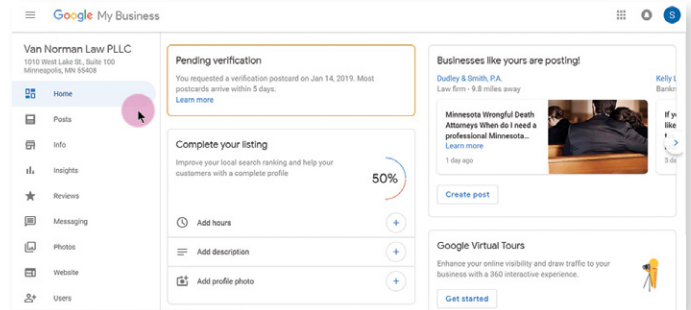 Google My Business
S
Van Norman Law PLLC
1010 West Lake St., Suite 100
Minneapolis, MN 55408
Home
Posts
Info
Insights
Reviews
Messaging
Photos
Website
Users
Pending verification
You requested a verification postcard on Jan 14, 2019. Most
postcards arrive within 5 days.
Learn more
Complete your listing
Improve your local search ranking and help your
customers with a complete profile
50%
Add hours
Add description
Add profile photo
Businesses like yours are posting!
Dudley & Smith, P.A.
Law firm - 9.8 miles away
Minnesota Wrongful Death
Attorneys When do I need a
professional Minnesota...
Learn more
1 day ago
Kelly L
Bankr
If y
like
3 da
Create post
Google Virtual Tours
Enhance your online visibility and draw traffic to your
business with a 360 interactive experience.
Get started